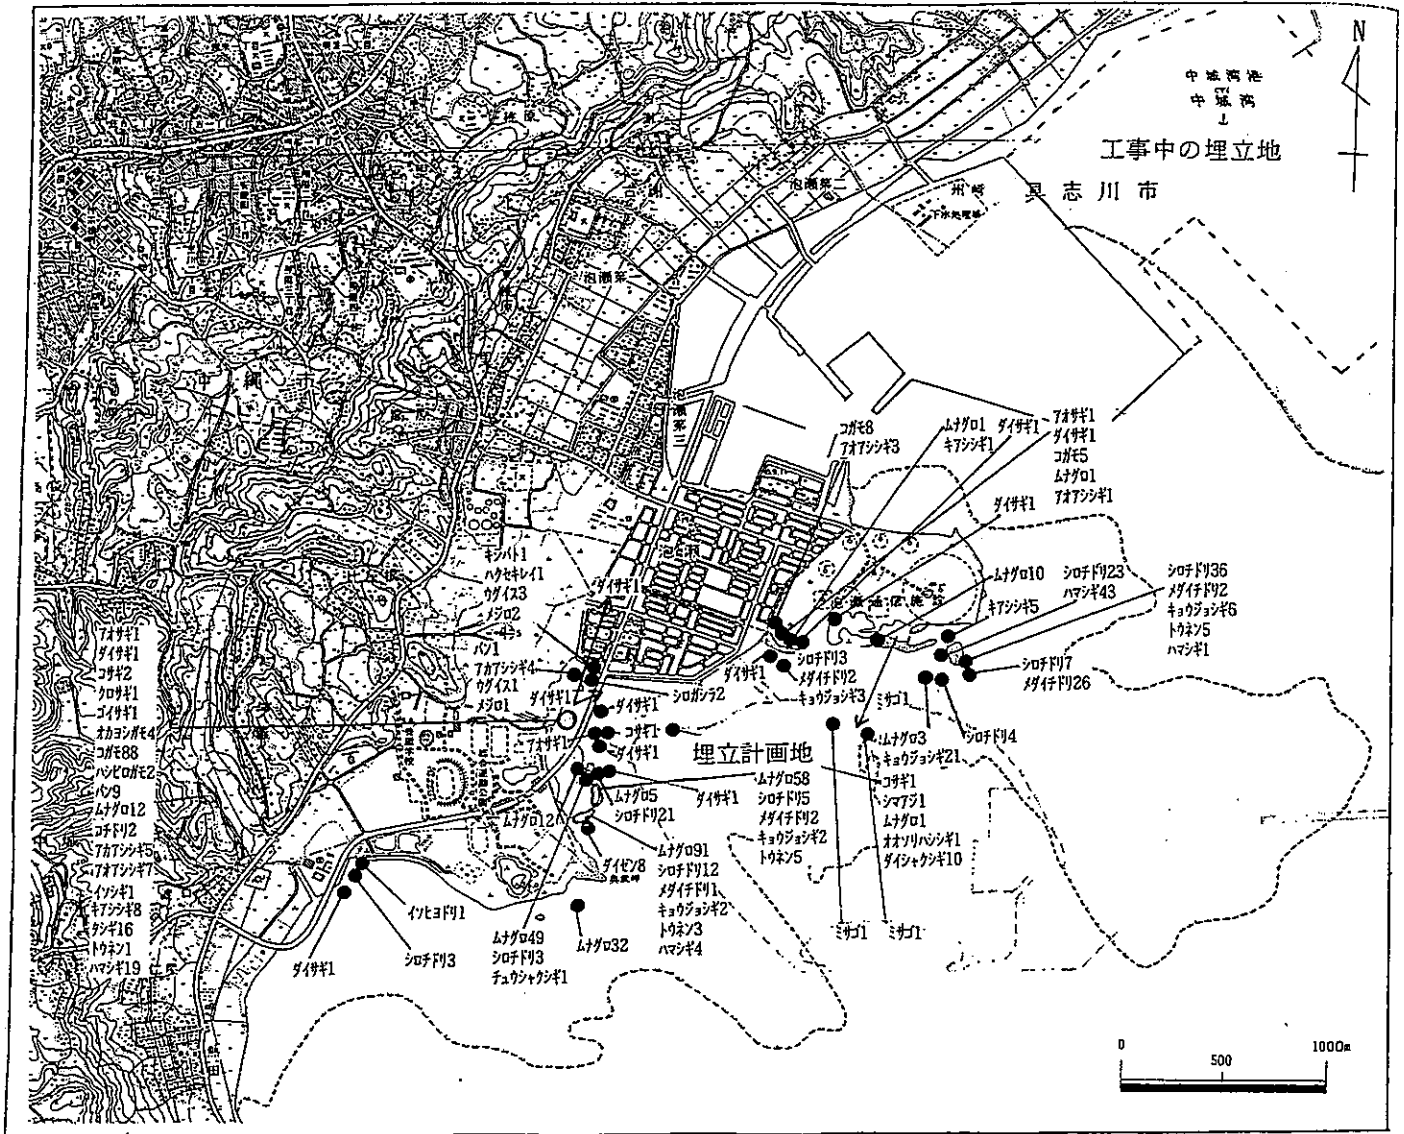 N
中城湾港
中城湾
工事中の埋立地
具志川市
州崎
下水処理場
泡瀬第二
泡瀬第一
泡瀬第三
桃原
沖縄市
コガモ8
アオアシシギ3
ムナグロ1
キアシシギ1
ダイサギ1
アオサギ1
ダイサギ1
コガモ5
ムナグロ1
アオアシシギ1
ダイサギ1
キジバト1
ハクセキレイ1
ウグイス3
メジロ2
バン1
アカアシシギ4
ウグイス1
メジロ1
ダイサギ1
ダイサギ1
シロガシラ2
ダイサギ1
アオサギ1
コサギ1
ダイサギ1
ダイサギ1
シロチドリ3
メダイチドリ2
キョウジョシギ3
ムナグロ10
キアシシギ5
シロチドリ23
ハマシギ43
シロチドリ36
メダイチドリ2
キョウジョシギ6
トウネン5
ハマシギ1
シロチドリ7
メダイチドリ26
ミサゴ1
シロチドリ4
ムナグロ3
キョウジョシギ21
コサギ1
シマアジ1
ムナグロ1
オオソリハシシギ1
ダイシャクシギ10
埋立計画地
アオサギ1
ダイサギ1
コサギ2
クロサギ1
ゴイサギ1
オカヨシガモ4
コガモ88
ハシビロガモ2
バン9
ムナグロ12
コチドリ2
アカアシシギ5
アオアシシギ7
イソシギ1
キアシシギ8
タシギ16
トウネン1
ハマシギ19
ムナグロ12
ムナグロ5
シロチドリ21
ダイサギ1
ムナグロ58
シロチドリ5
メダイチドリ2
キョウジョシギ2
トウネン5
ダイゼン8
ムナグロ91
シロチドリ12
メダイチドリ1
キョウジョシギ2
トウネン3
ハマシギ4
ミサゴ1
ミサゴ1
イソヒヨドリ1
シロチドリ3
ダイサギ1
ムナグロ49
シロチドリ3
チュウシャクシギ1
ムナグロ32
0
500
1000m